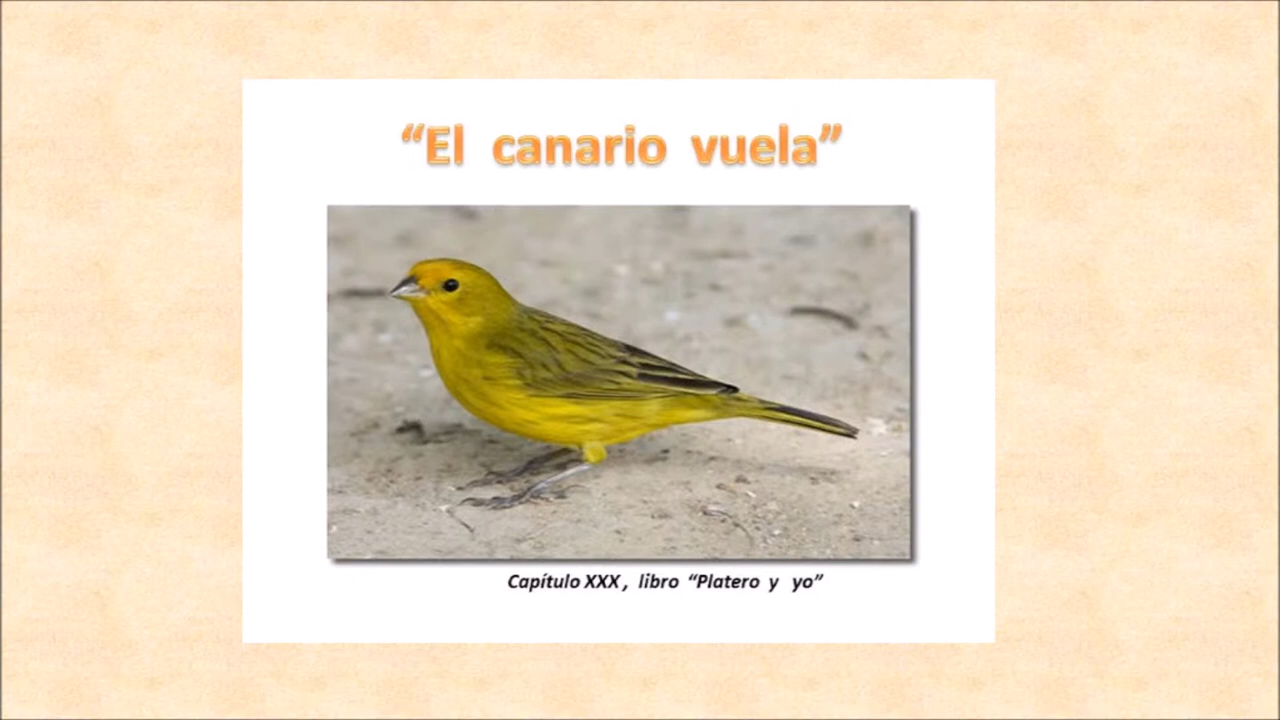 “El canario vuela”
Capítulo XXX, libro “Platero y yo”